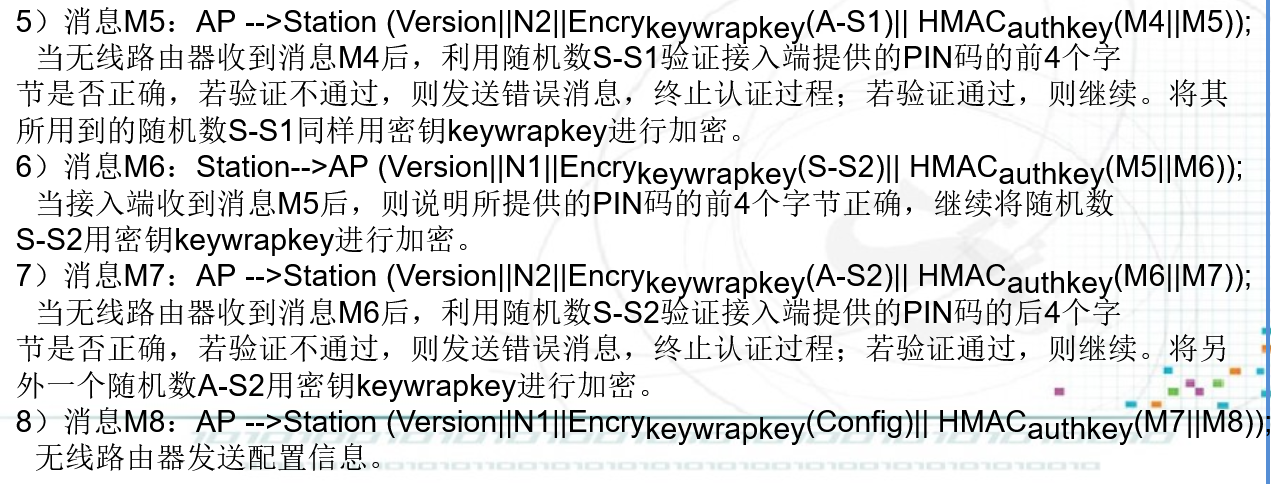 5）消息M5：AP -->Station (Version||N2||Encrykeywrapkey(A-S1)|| HMACauthkey(M4||M5));
当无线路由器收到消息M4后，利用随机数S-S1验证接入端提供的PIN码的前4个字
节是否正确，若验证不通过，则发送错误消息，终止认证过程；若验证通过，则继续。将其
所用到的随机数S-S1同样用密钥keywrapkey进行加密。
6）消息M6：Station-->AP (Version||N1||Encrykeywrapkey(S-S2)|| HMACauthkey(M5||M6));
当接入端收到消息M5后，则说明所提供的PIN码的前4个字节正确，继续将随机数
S-S2用密钥keywrapkey进行加密。
7）消息M7：AP -->Station (Version||N2||Encrykeywrapkey(A-S2)|| HMACauthkey(M6||M7));
当无线路由器收到消息M6后，利用随机数S-S2验证接入端提供的PIN码的后4个字
节是否正确，若验证不通过，则发送错误消息，终止认证过程；若验证通过，则继续。将另
外一个随机数A-S2用密钥keywrapkey进行加密。
8）消息M8：AP -->Station (Version||N1||Encrykeywrapkey(Config)|| HMACauthkey(M7||M8));
无线路由器发送配置信息。